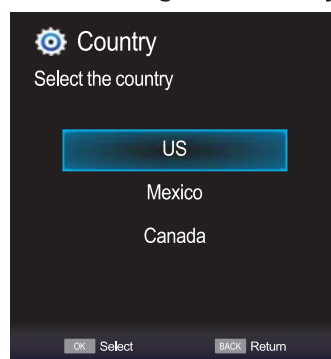 Country
Select the country
US
Mexico
Canada
OK Select BACK Return